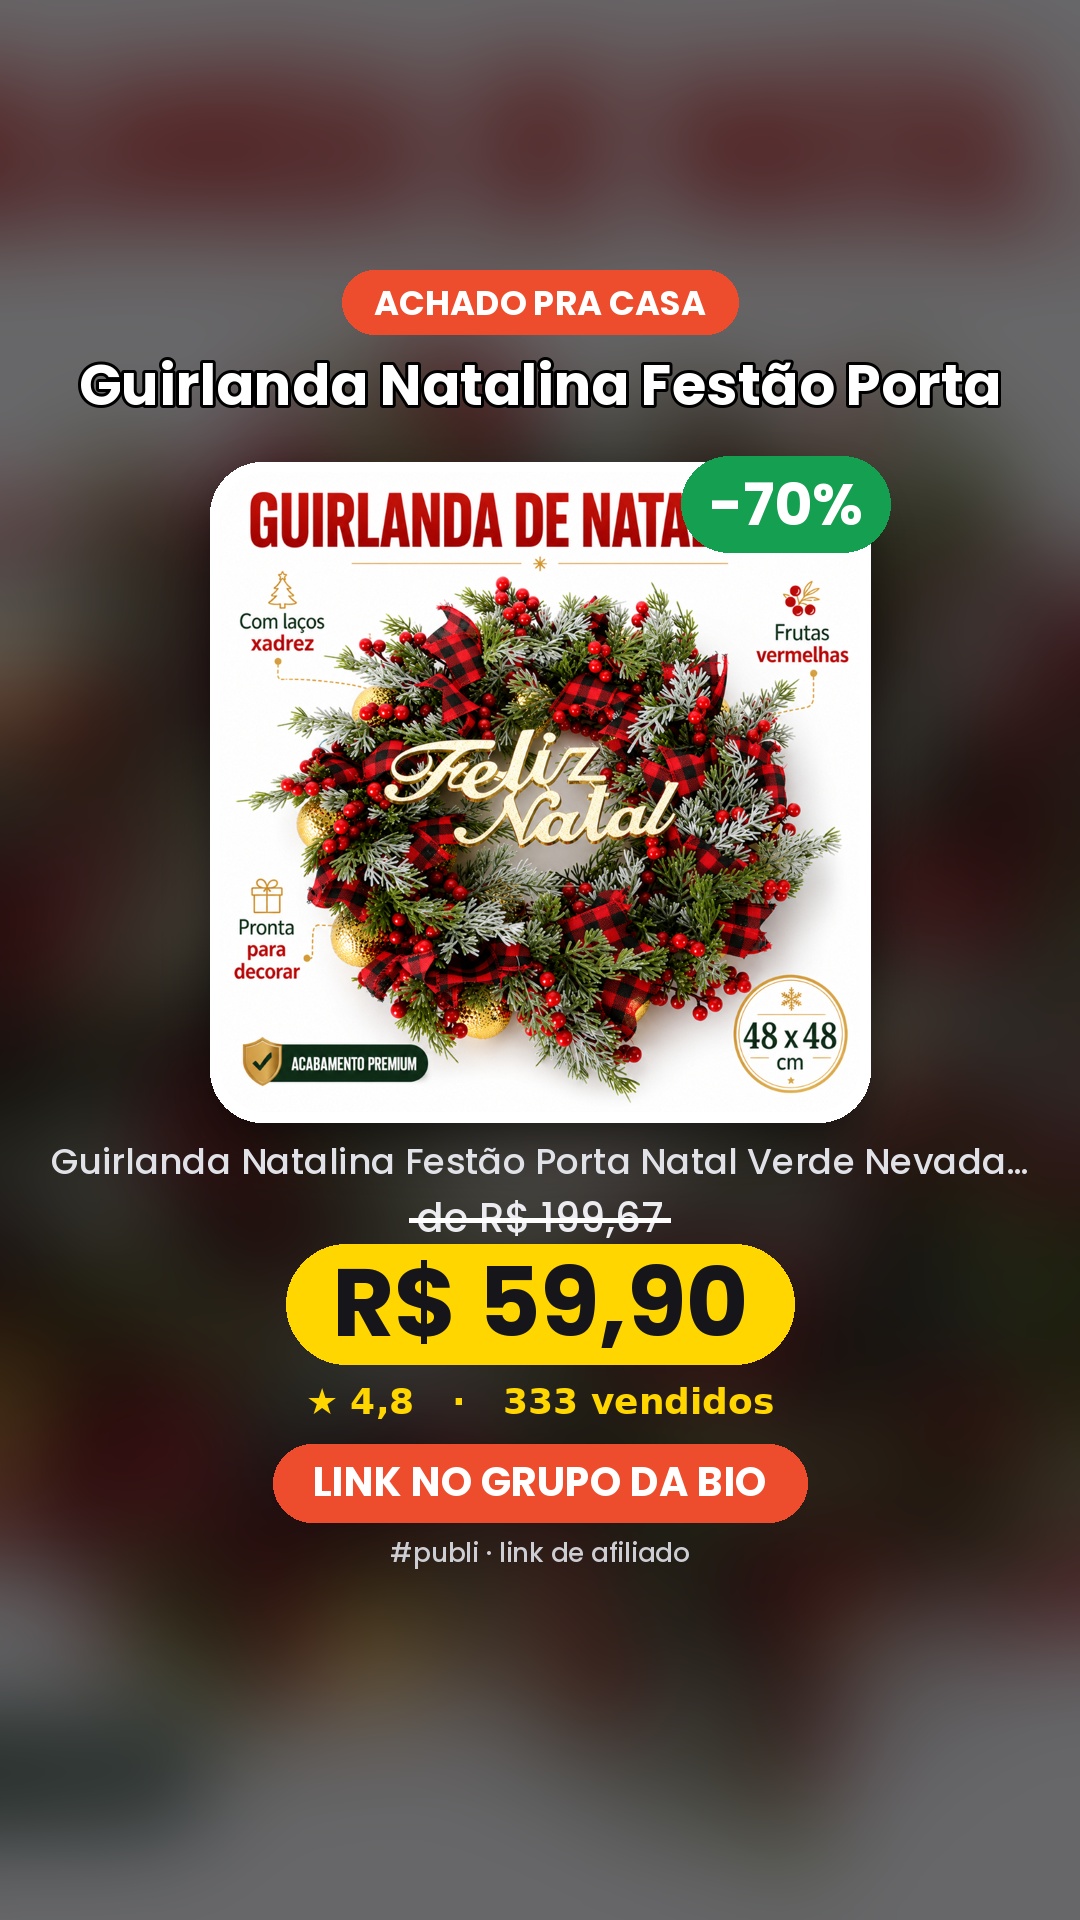 ACHADO PRA CASA
Guirlanda Natalina Festão Porta
-70%
GUIRLANDA DE NATAL
Com laços
xadrez
Frutas
vermelhas
Feliz
Natal
Pronta
para
decorar
48 x 48
cm
ACABAMENTO PREMIUM
Guirlanda Natalina Festão Porta Natal Verde Nevada...
de R$ 199,67
R$ 59,90
★ 4,8 · 333 vendidos
LINK NO GRUPO DA BIO
#publi · link de afiliado